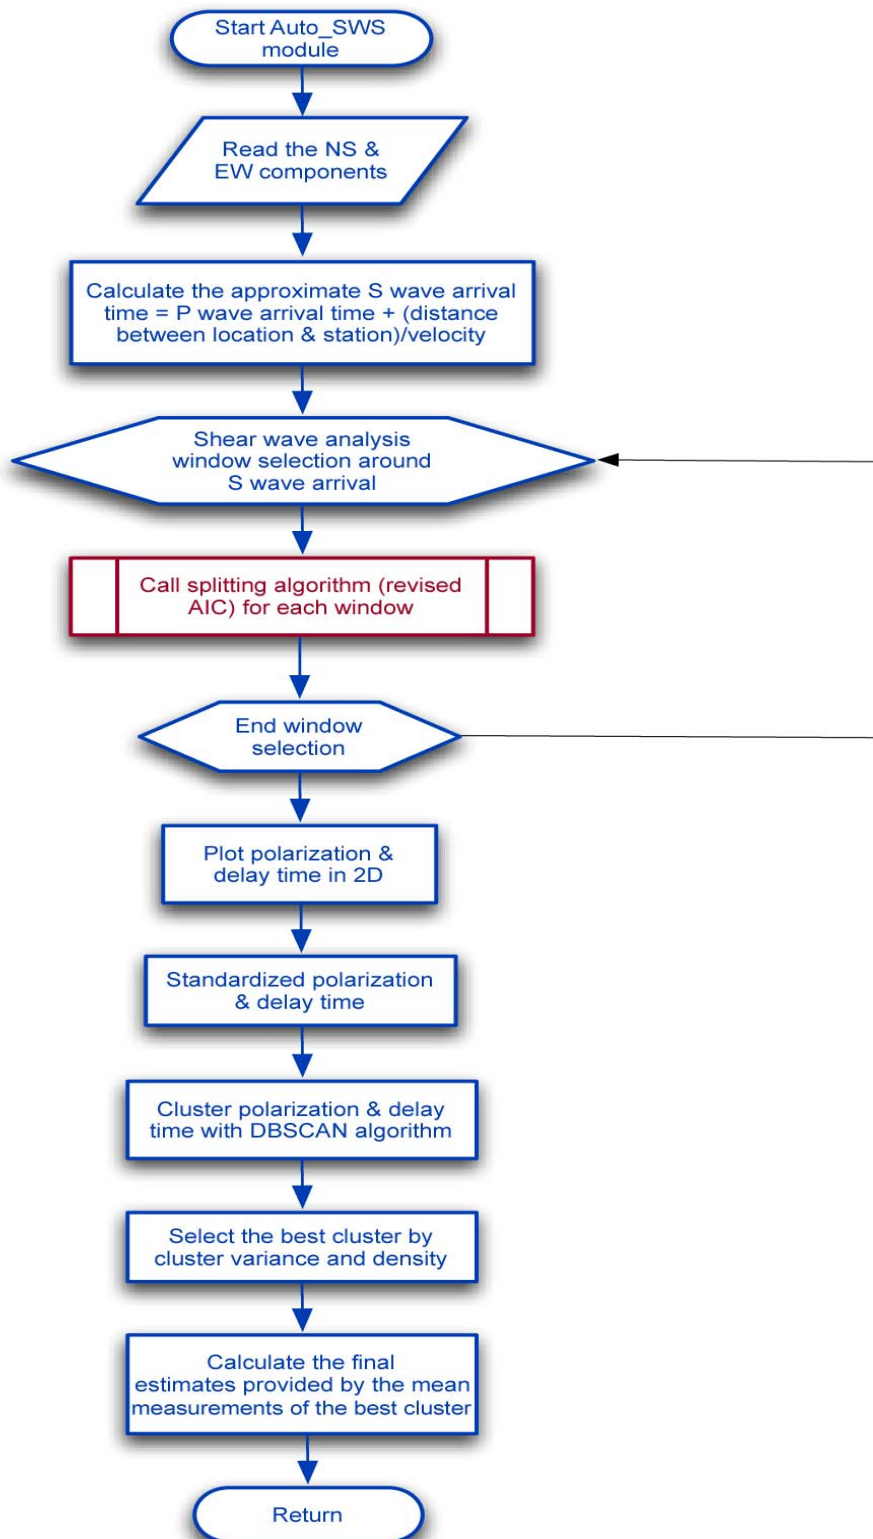 Start Auto_SWS
module
Read the NS &
EW components
Calculate the approximate S wave arrival
time = P wave arrival time + (distance
between location & station)/velocity
Shear wave analysis
window selection around
S wave arrival
Call splitting algorithm (revised
AIC) for each window
End window
selection
Plot polarization &
delay time in 2D
Standardized polarization
& delay time
Cluster polarization & delay
time with DBSCAN algorithm
Select the best cluster by
cluster variance and density
Calculate the final
estimates provided by the mean
measurements of the best cluster
Return